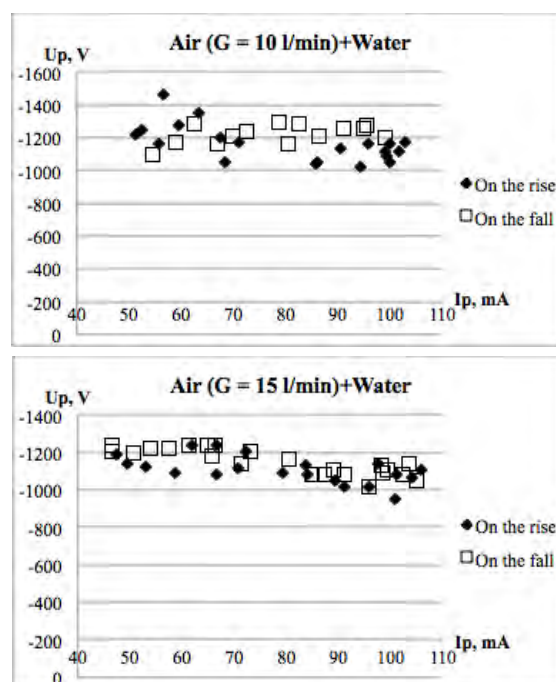 Air (G = 10 l/min)+Water
Up, V
-1600
-1400
-1200
-1000
-800
-600
-400
-200
0
40 50 60 70 80 90 100 110
Ip, mA
On the rise
On the fall
Air (G = 15 l/min)+Water
Up, V
-1400
-1200
-1000
-800
-600
-400
-200
0
40 50 60 70 80 90 100 110
Ip, mA
On the rise
On the fall